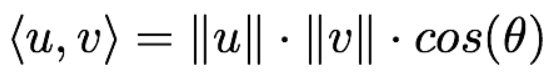 ⟨u, v⟩ = ‖u‖ · ‖v‖ · cos(θ)